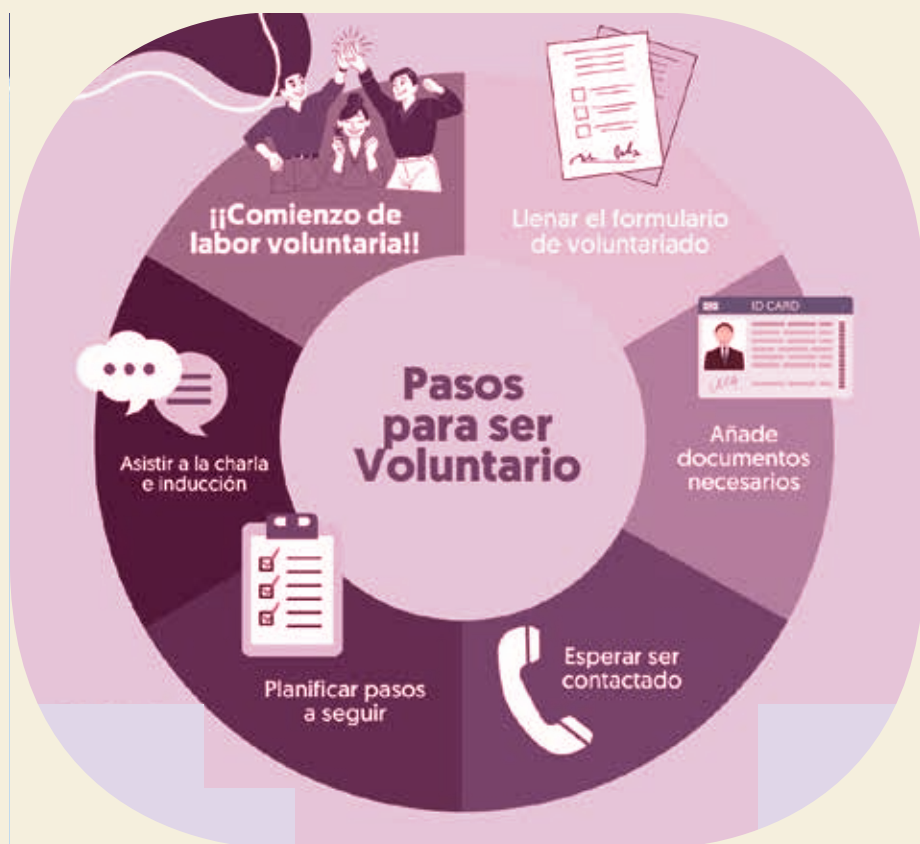 Pasos
para ser
Voluntario
Llenar el formulario
de voluntariado
ID CARD
Añade
documentos
necesarios
Esperar ser
contactado
Planificar pasos
a seguir
Asistir a la charla
e inducción
¡¡Comienzo de
labor voluntaria!!